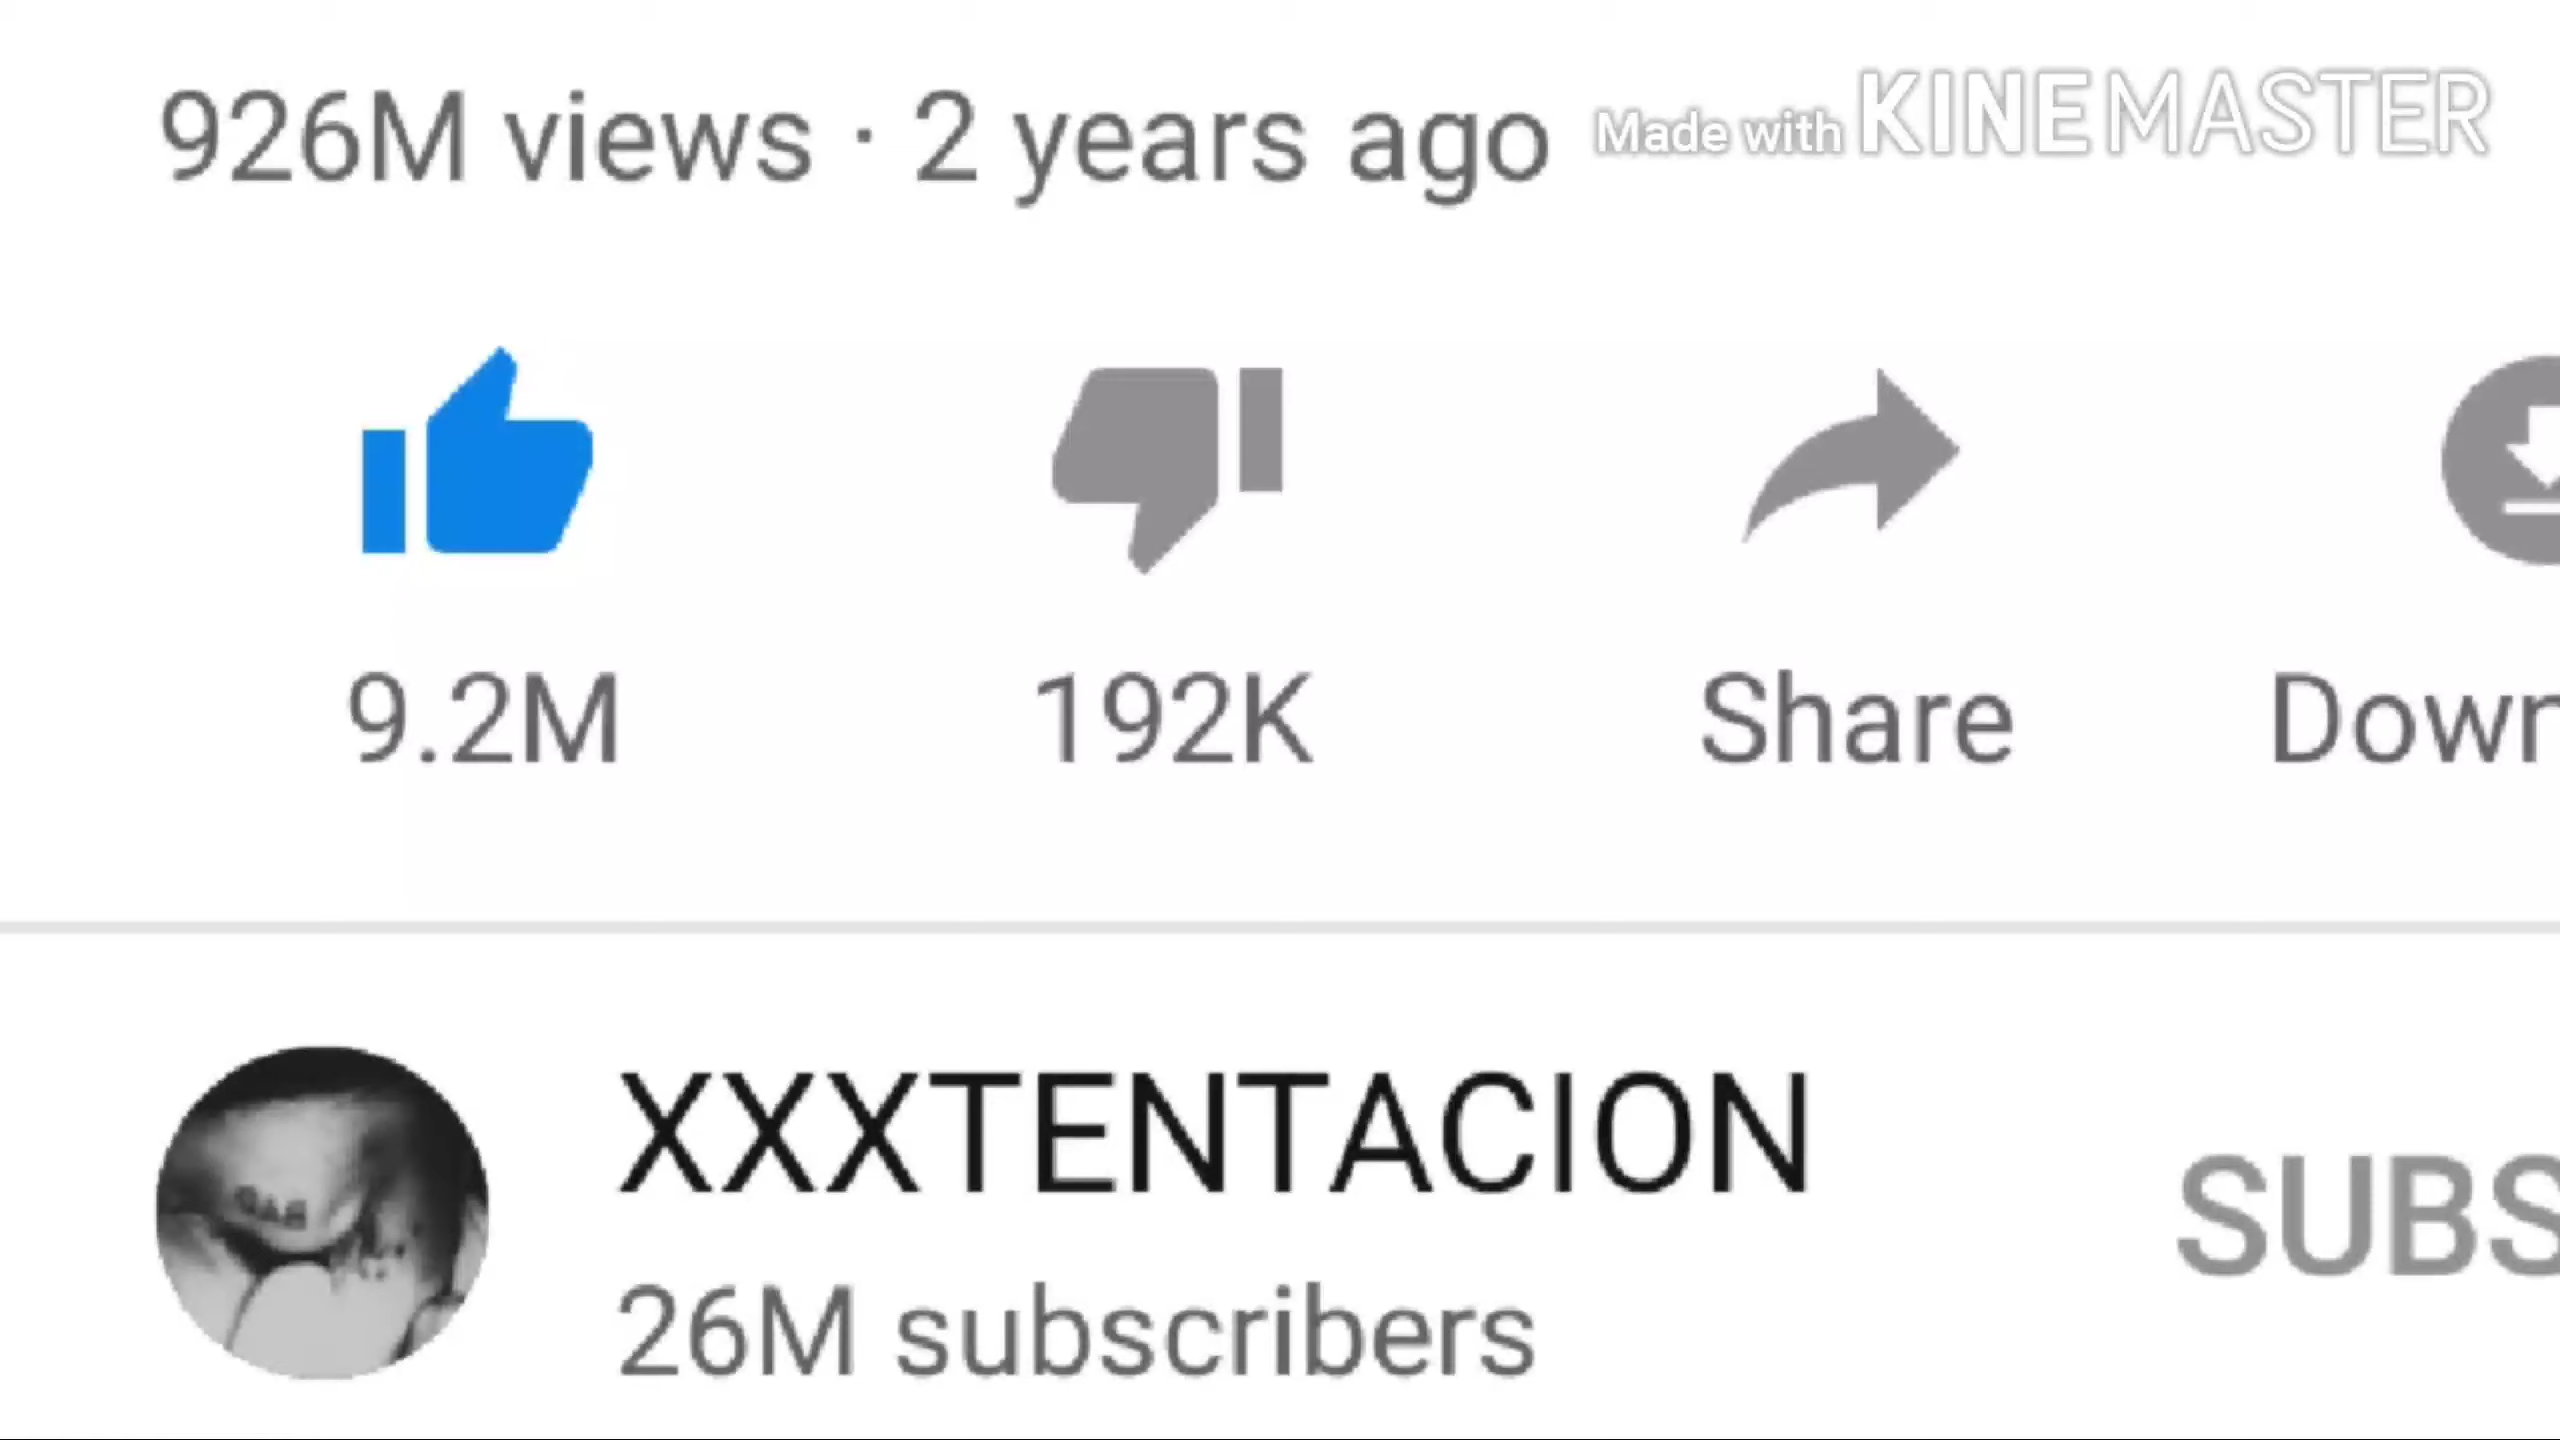 926M views · 2 years ago
Made with KINEMASTER
9.2M
192K
Share
XXXTENTACION
26M subscribers